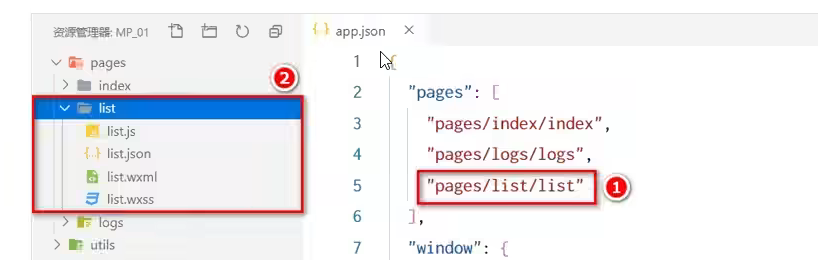 资源管理器: MP_01
pages
index
list
list.js
list.json
list.wxml
list.wxss
logs
utils
2
app.json
1 {
2 "pages": [
3 "pages/index/index",
4 "pages/logs/logs",
5 "pages/list/list"
6 ],
7 "window": {
1